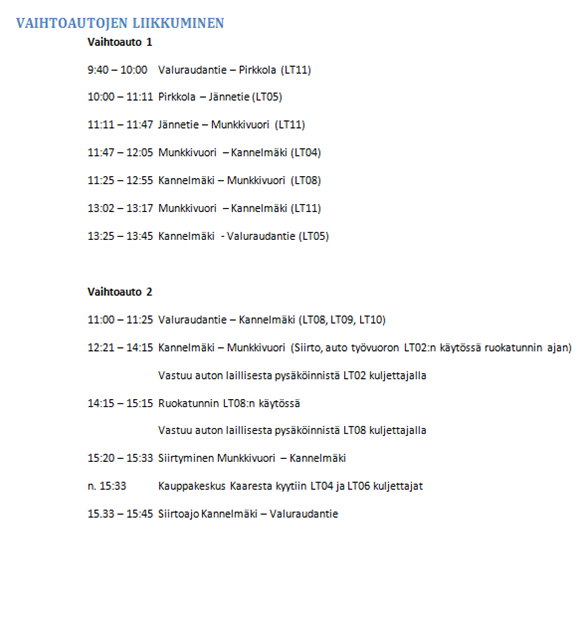 VAIHTOAUTOJEN LIIKKUMINEN
Vaihtoauto 1
9:40 – 10:00 Valuraudantie – Pirkkola (LT11)
10:00 – 11:11 Pirkkola – Jännetie (LT05)
11:11 – 11:47 Jännetie – Munkkivuori (LT11)
11:47 – 12:05 Munkkivuori – Kannelmäki (LT04)
11:25 – 12:55 Kannelmäki – Munkkivuori (LT08)
13:02 – 13:17 Munkkivuori – Kannelmäki (LT11)
13:25 – 13:45 Kannelmäki - Valuraudantie (LT05)
Vaihtoauto 2
11:00 – 11:25 Valuraudantie – Kannelmäki (LT08, LT09, LT10)
12:21 – 14:15 Kannelmäki – Munkkivuori (Siirto, auto työvuoron LT02:n käytössä ruokatunnin ajan)
Vastuu auton laillisesta pysäköinnistä LT02 kuljettajalla
14:15 – 15:15 Ruokatunnin LT08:n käytössä
Vastuu auton laillisesta pysäköinnistä LT08 kuljettajalla
15:20 – 15:33 Siirtyminen Munkkivuori – Kannelmäki
n. 15:33 Kauppakeskus Kaaresta kyytiin LT04 ja LT06 kuljettajat
15.33 – 15:45 Siirtoajo Kannelmäki – Valuraudantie